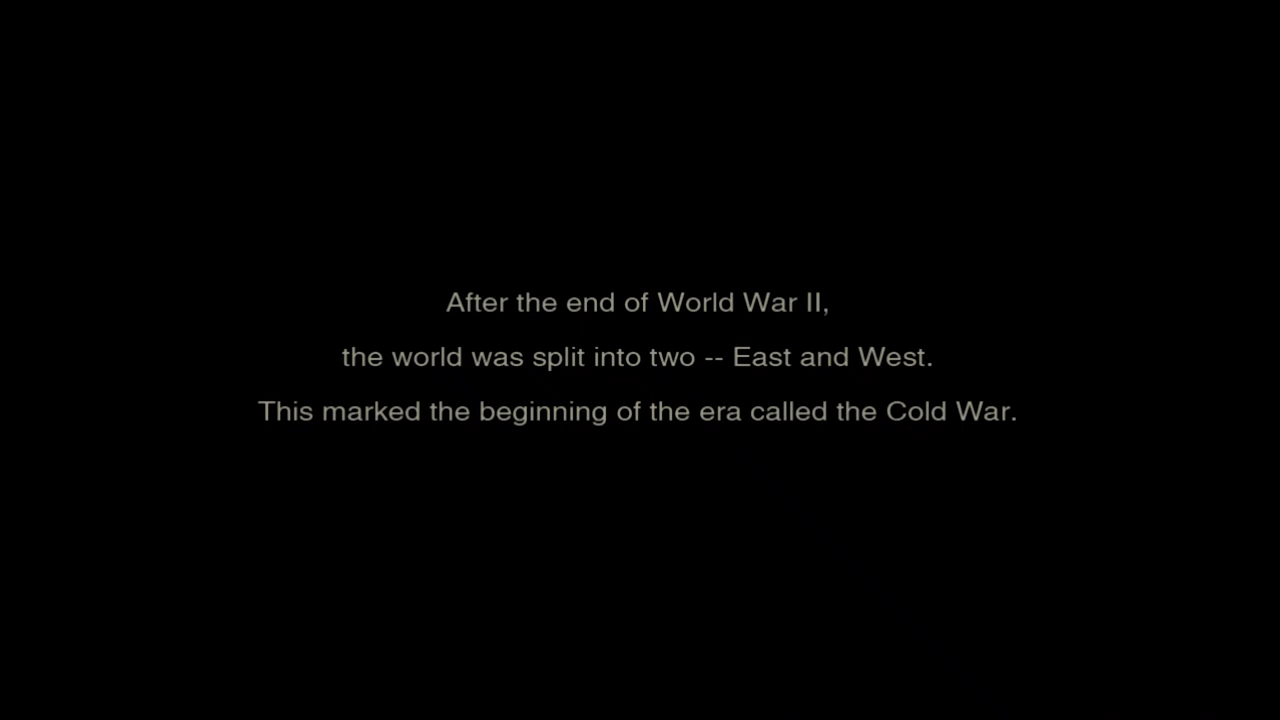 After the end of World War II,
the world was split into two -- East and West.
This marked the beginning of the era called the Cold War.